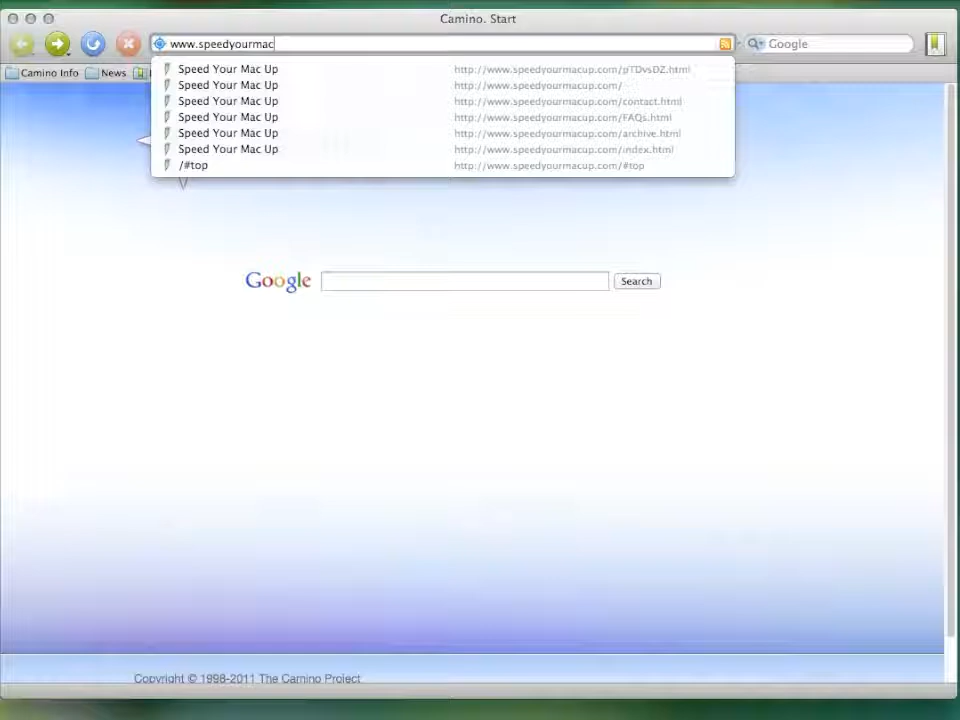 Camino. Start
www.speedyourmac
Google
Camino Info
News
Speed Your Mac Up http://www.speedyourmacup.com/pTDvsDZ.html
Speed Your Mac Up http://www.speedyourmacup.com/
Speed Your Mac Up http://www.speedyourmacup.com/contact.html
Speed Your Mac Up http://www.speedyourmacup.com/FAQs.html
Speed Your Mac Up http://www.speedyourmacup.com/archive.html
Speed Your Mac Up http://www.speedyourmacup.com/index.html
/#top http://www.speedyourmacup.com/#top
Google
Search
Copyright © 1998-2011 The Camino Project